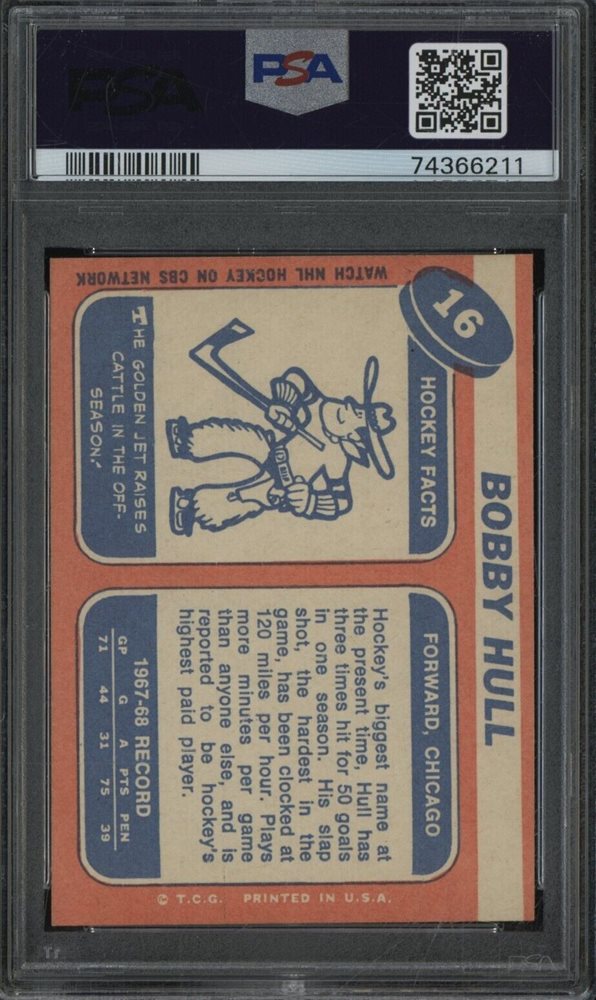 PSA
PSA
74366211
16
BOBBY HULL
HOCKEY FACTS
THE GOLDEN JET RAISES
CATTLE IN THE OFF-
SEASON.
WATCH NHL HOCKEY ON CBS NETWORK
FORWARD, CHICAGO
Hockey's biggest name at
the present time, Hull has
three times hit for 50 goals
in one season. His slap
shot, the hardest in the
game, has been clocked at
120 miles per hour. Plays
more minutes per game
than anyone else, and is
reported to be hockey's
highest paid player.
1967-68 RECORD
GP G A PTS PEN
71 44 31 75 39
© T.C.G. PRINTED IN U.S.A.